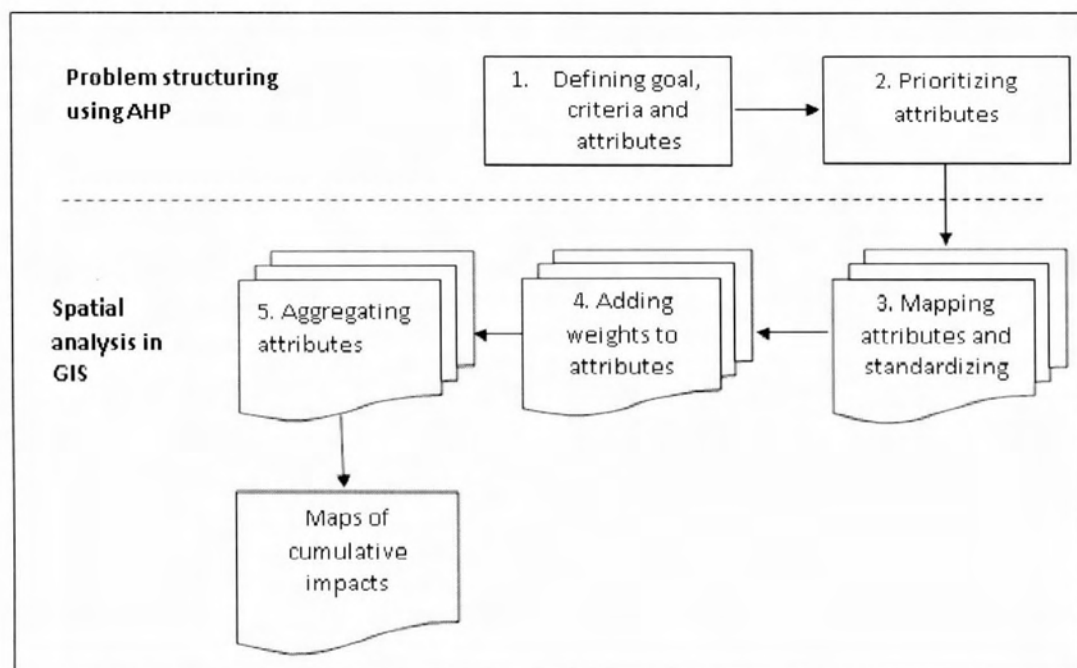 Problem structuring
using AHP
1. Defining goal,
criteria and
attributes
2. Prioritizing
attributes
Spatial
analysis in
GIS
5. Aggregating
attributes
4. Adding
weights to
attributes
3. Mapping
attributes and
standardizing
Maps of
cumulative
impacts